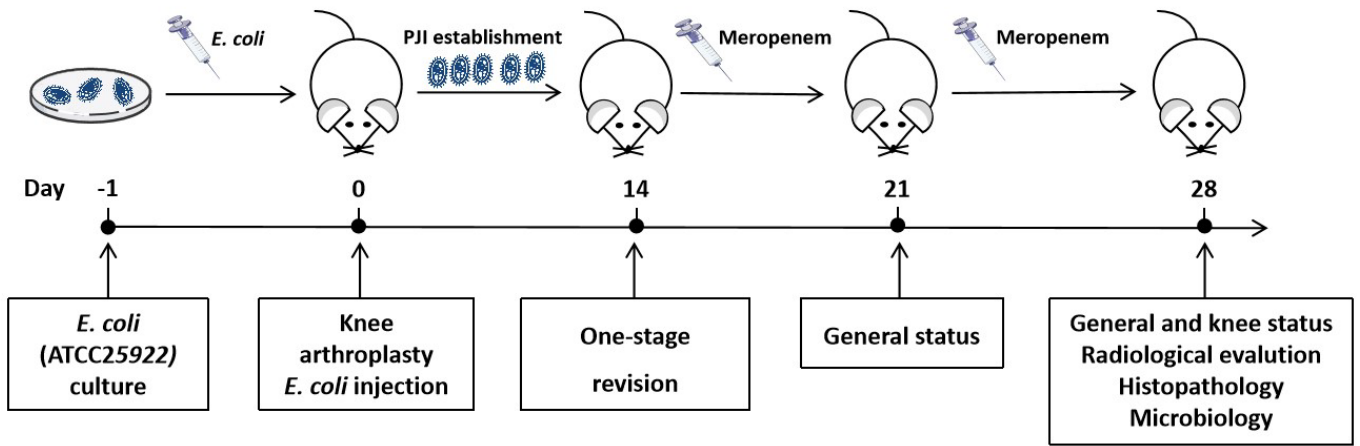 E. coli
PJI establishment
Meropenem
Meropenem
Day -1 0 14 21 28
E. coli
(ATCC25922)
culture
Knee
arthroplasty
E. coli injection
One-stage
revision
General status
General and knee status
Radiological evalution
Histopathology
Microbiology